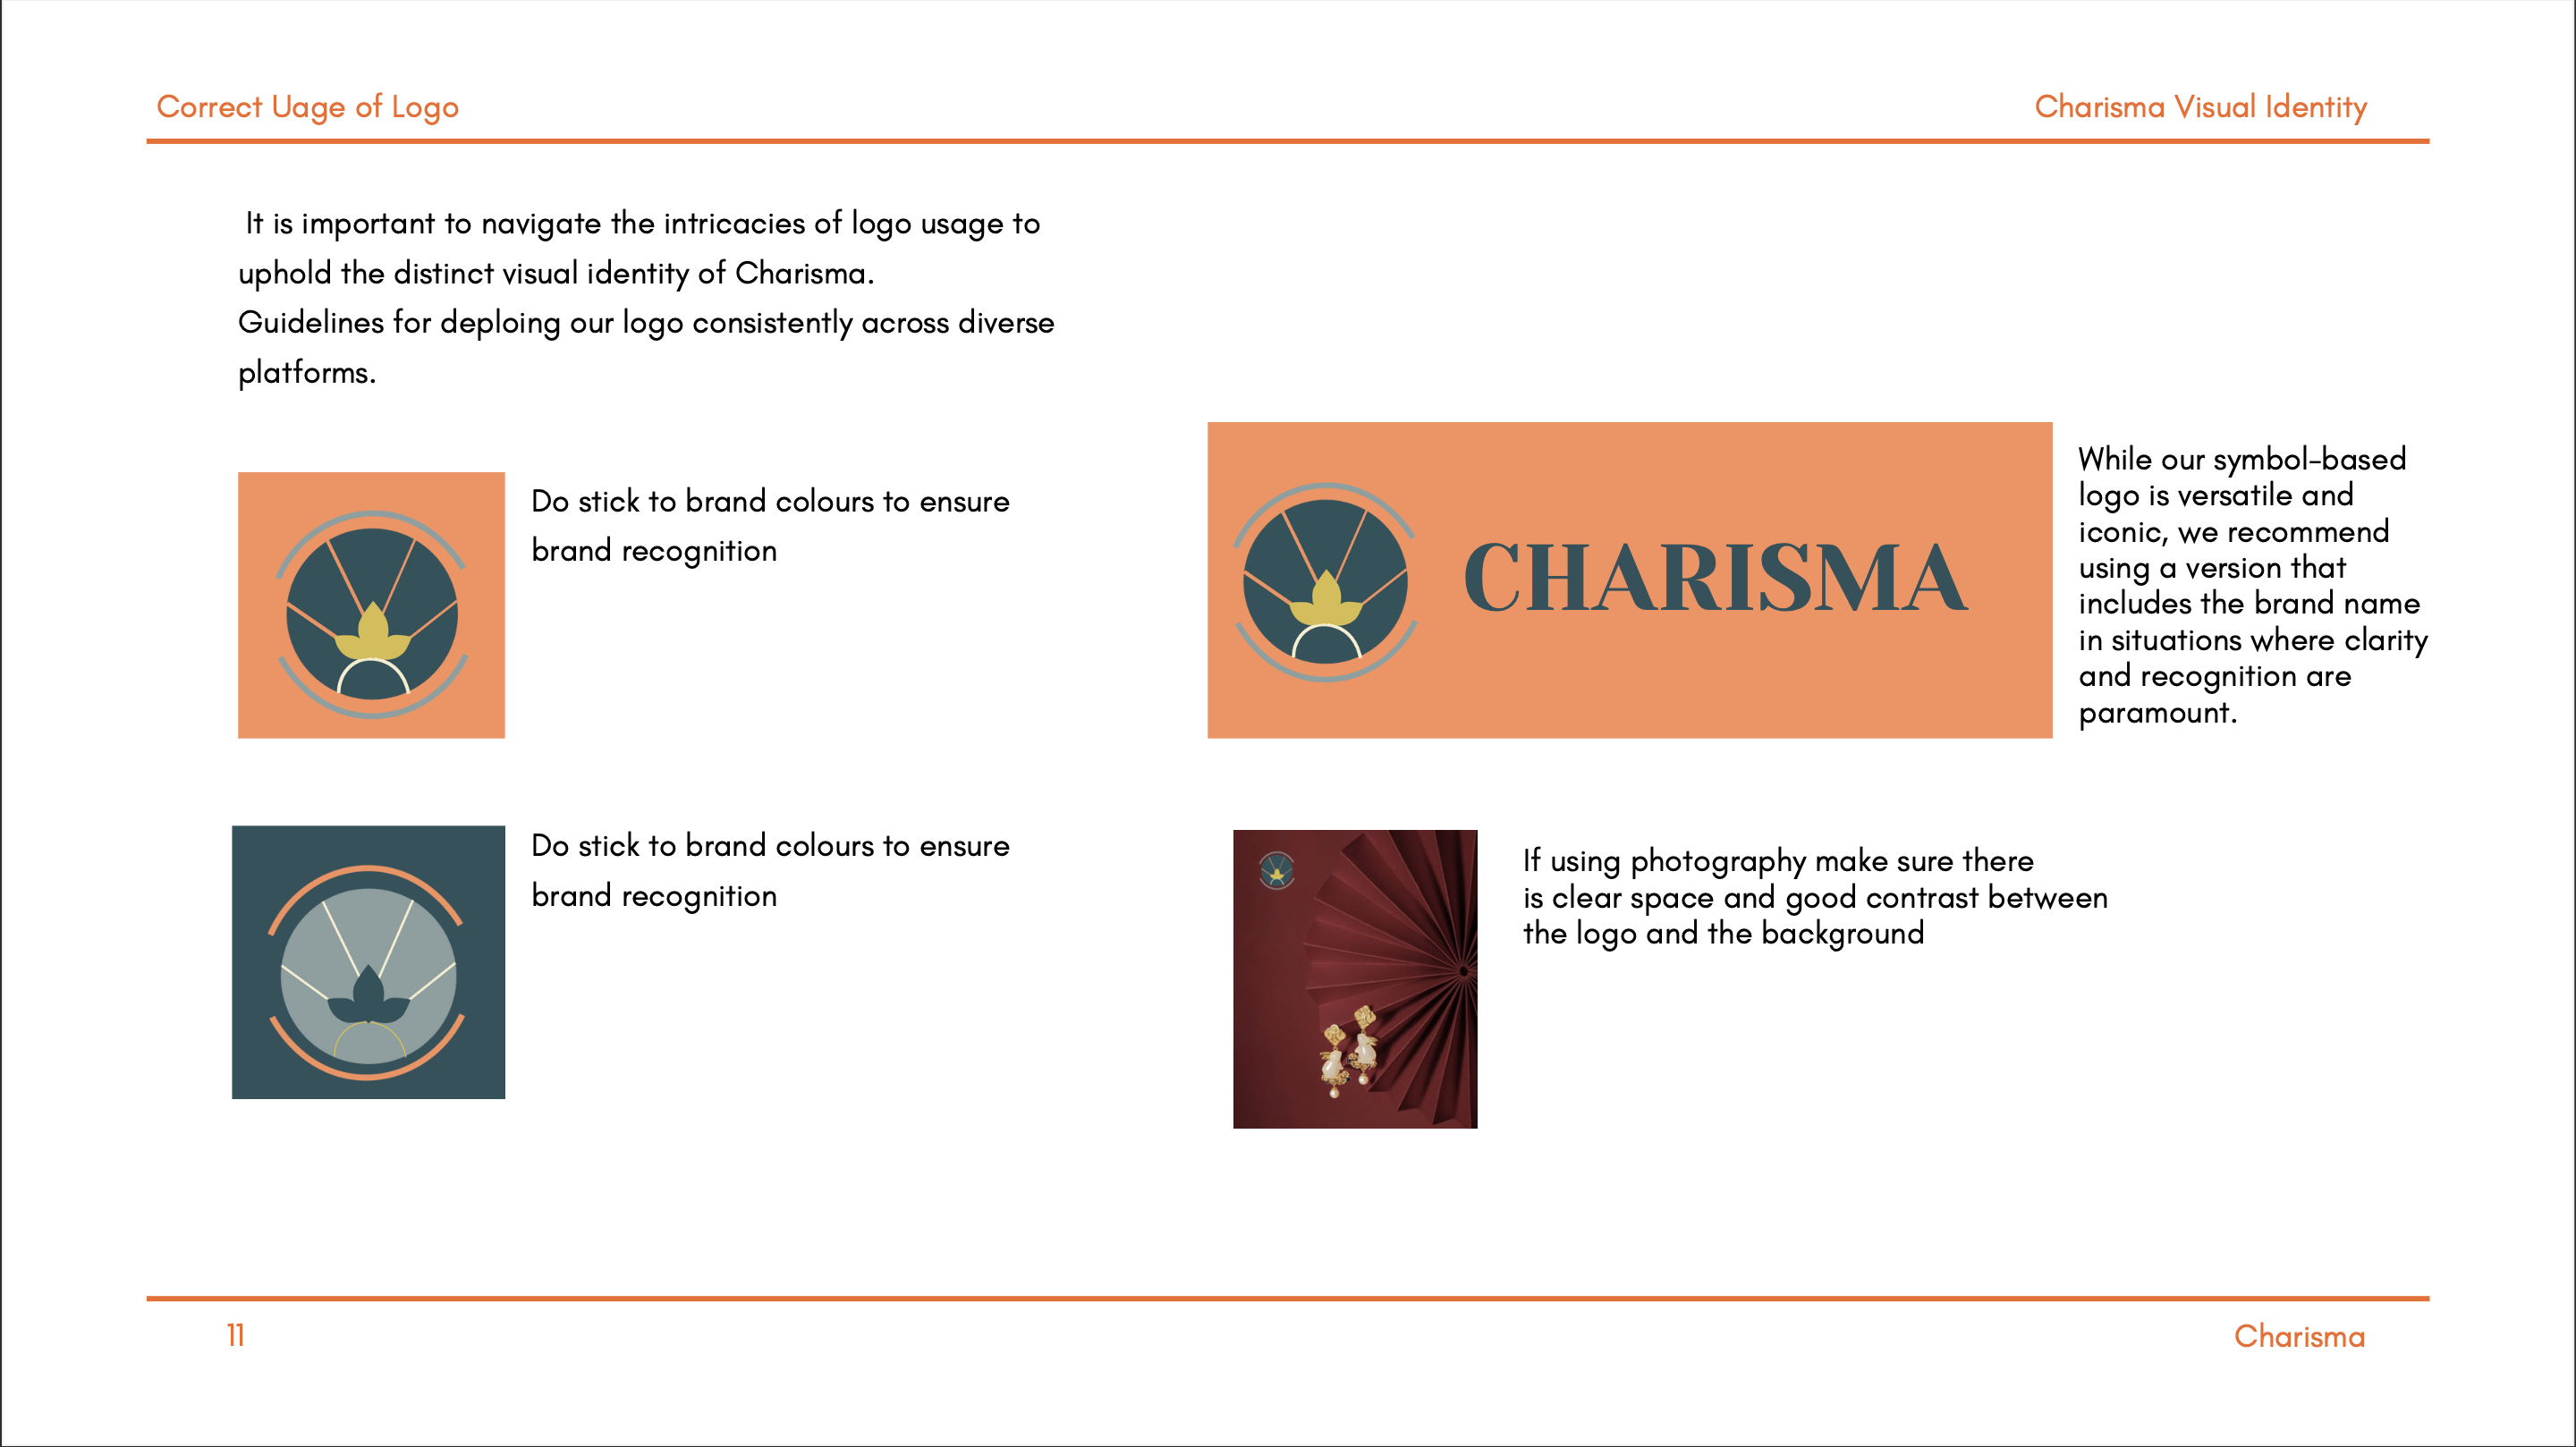 Correct Uage of Logo
Charisma Visual Identity
It is important to navigate the intricacies of logo usage to
uphold the distinct visual identity of Charisma.
Guidelines for deploing our logo consistently across diverse
platforms.
Do stick to brand colours to ensure
brand recognition
CHARISMA
While our symbol-based
logo is versatile and
iconic, we recommend
using a version that
includes the brand name
in situations where clarity
and recognition are
paramount.
Do stick to brand colours to ensure
brand recognition
If using photography make sure there
is clear space and good contrast between
the logo and the background
11
Charisma